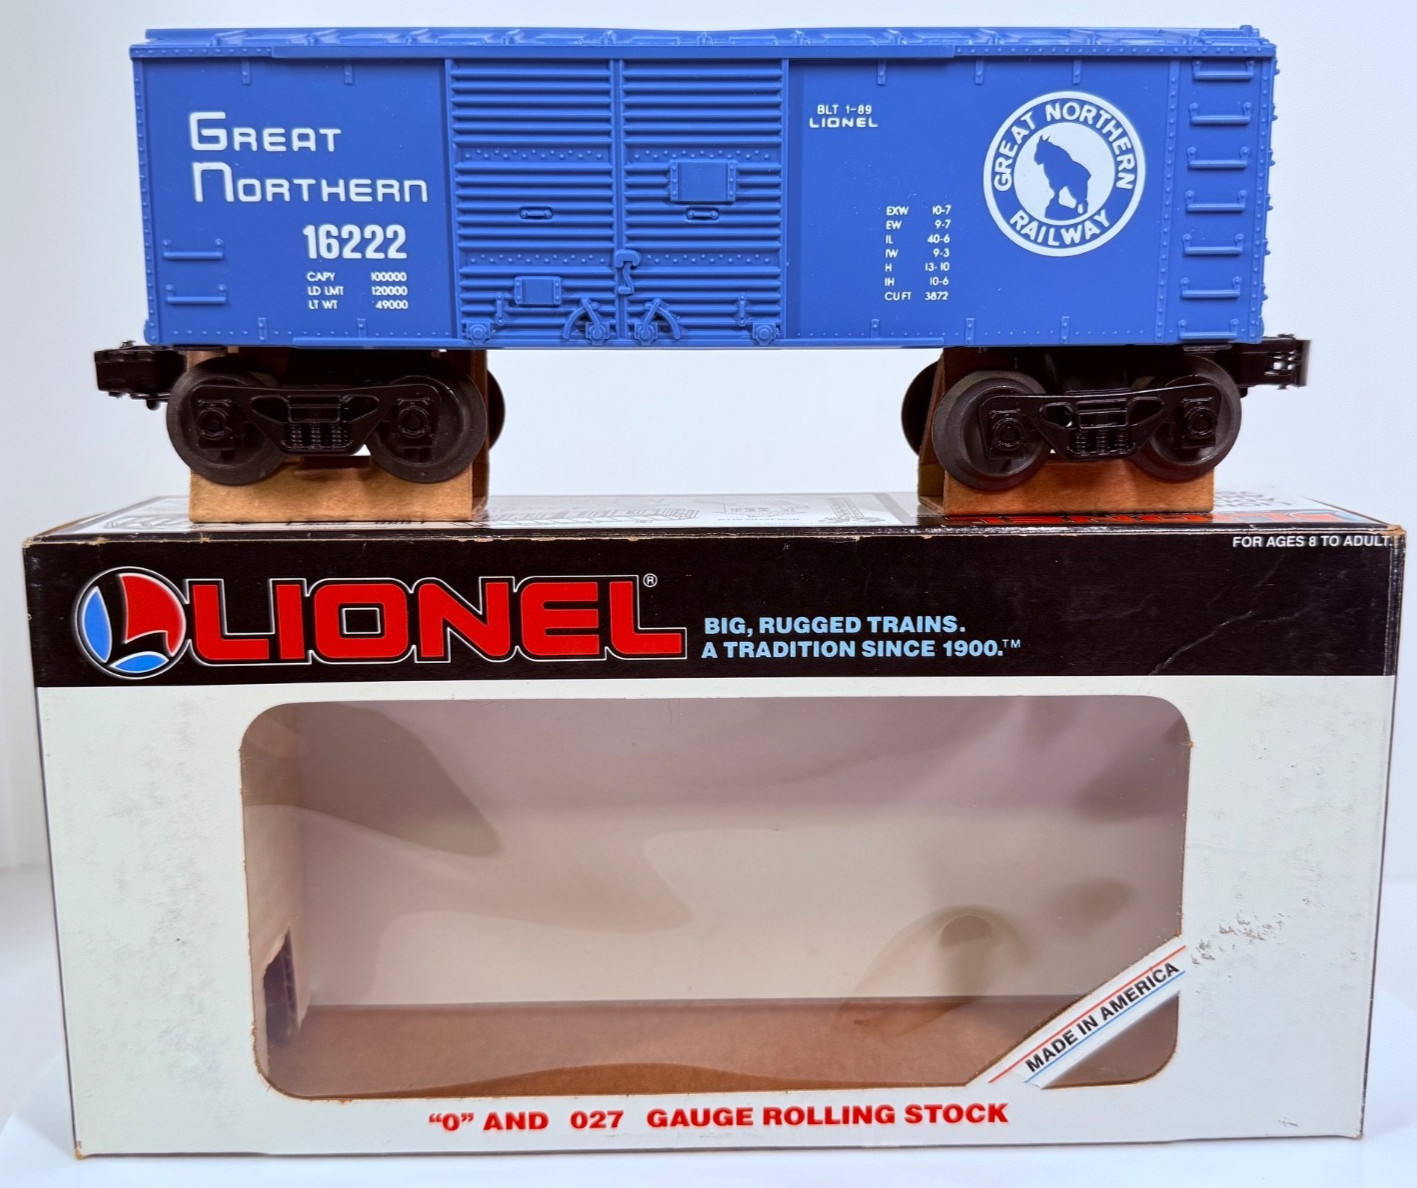 GREAT
NORTHERN
16222
CAPY 100000
LD LMT 120000
LT WT 49000
BLT 1-89
LIONEL
EXW 10-7
EW 9-7
IL 40-6
IW 9-3
H 13-10
IH 10-6
CU FT 3872
GREAT NORTHERN
RAILWAY
FOR AGES 8 TO ADULT.
LIONEL®
BIG, RUGGED TRAINS.
A TRADITION SINCE 1900.™
MADE IN AMERICA
"O" AND 027 GAUGE ROLLING STOCK